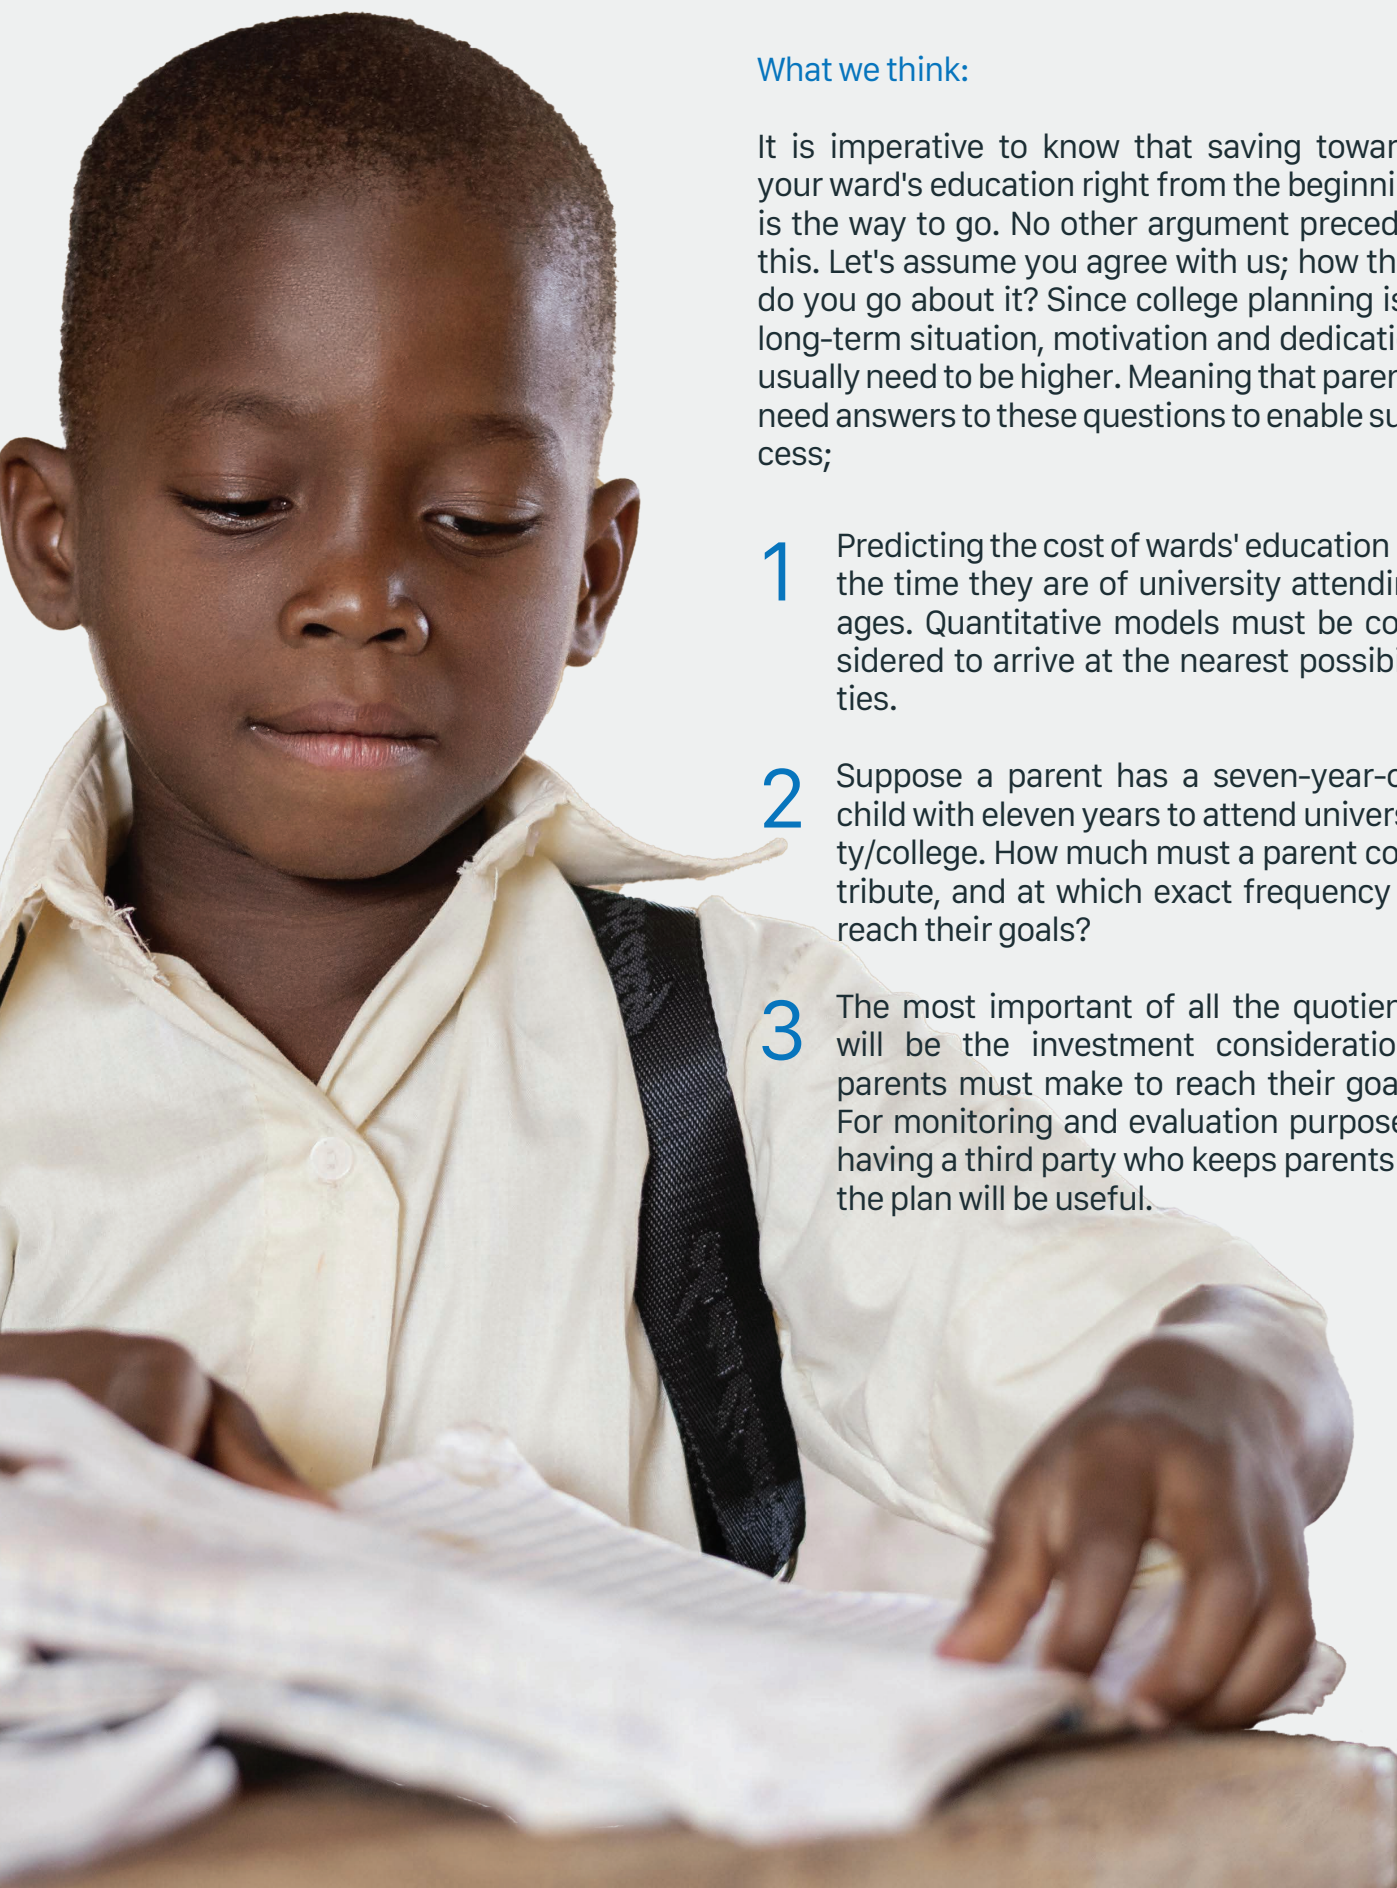 What we think:
It is imperative to know that saving towar
your ward's education right from the beginni
is the way to go. No other argument preced
this. Let's assume you agree with us; how th
do you go about it? Since college planning is
long-term situation, motivation and dedicati
usually need to be higher. Meaning that paren
need answers to these questions to enable su
cess;
1 Predicting the cost of wards' education
the time they are of university attendin
ages. Quantitative models must be co
sidered to arrive at the nearest possibi
ties.
2 Suppose a parent has a seven-year-o
child with eleven years to attend univers
ty/college. How much must a parent co
tribute, and at which exact frequency
reach their goals?
3 The most important of all the quotien
will be the investment consideratio
parents must make to reach their goa
For monitoring and evaluation purpose
having a third party who keeps parents
the plan will be useful.